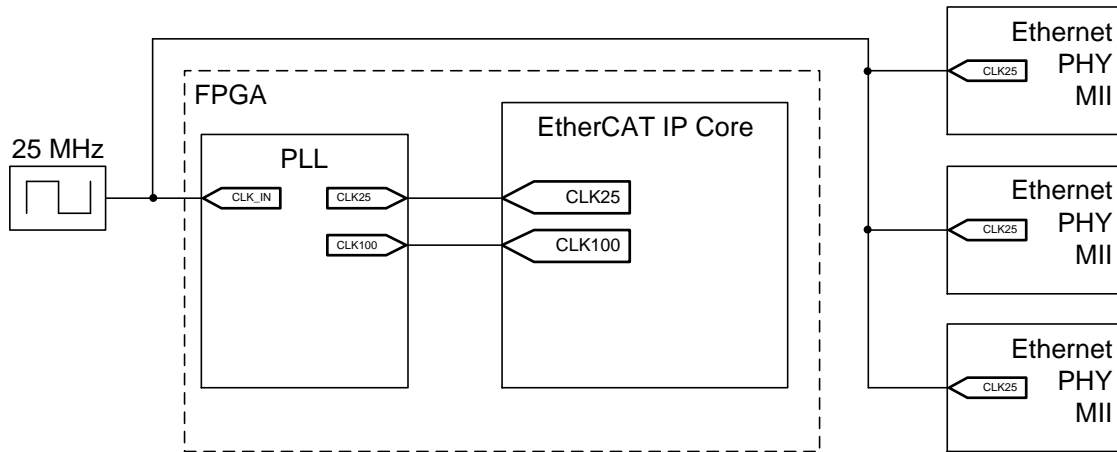 Ethernet
PHY
MII
CLK25
FPGA
EtherCAT IP Core
25 MHz
PLL
CLK_IN
CLK25
CLK25
CLK100
CLK100
Ethernet
PHY
MII
CLK25
Ethernet
PHY
MII
CLK25